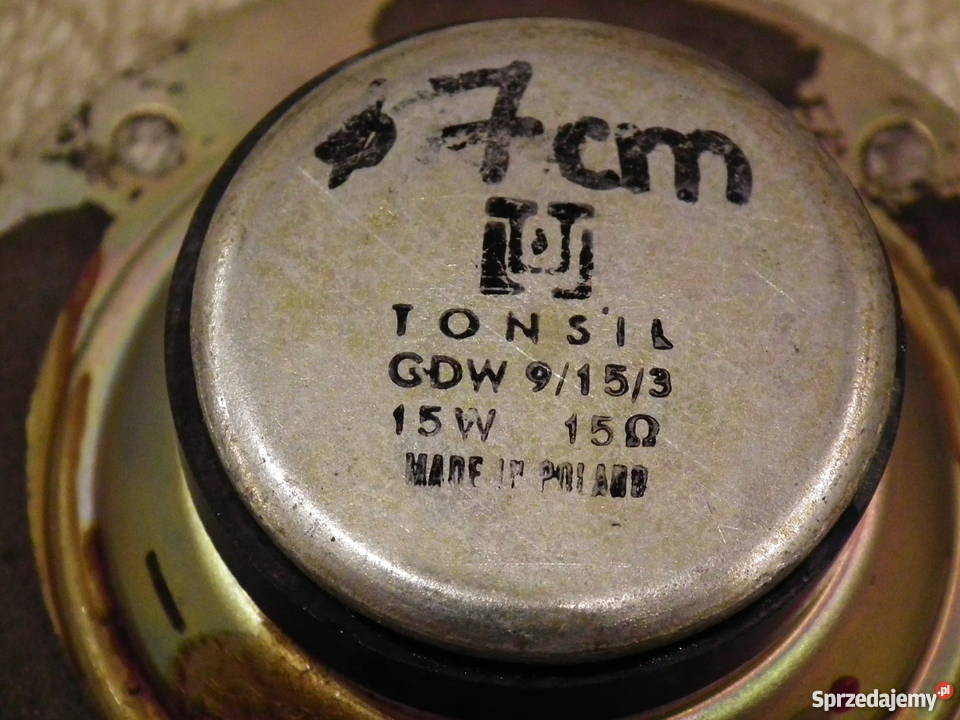 ø 7cm
TONSIL
GDW 9/15/3
15W 15Ω
MADE IN POLAND
Sprzedajemy.pl